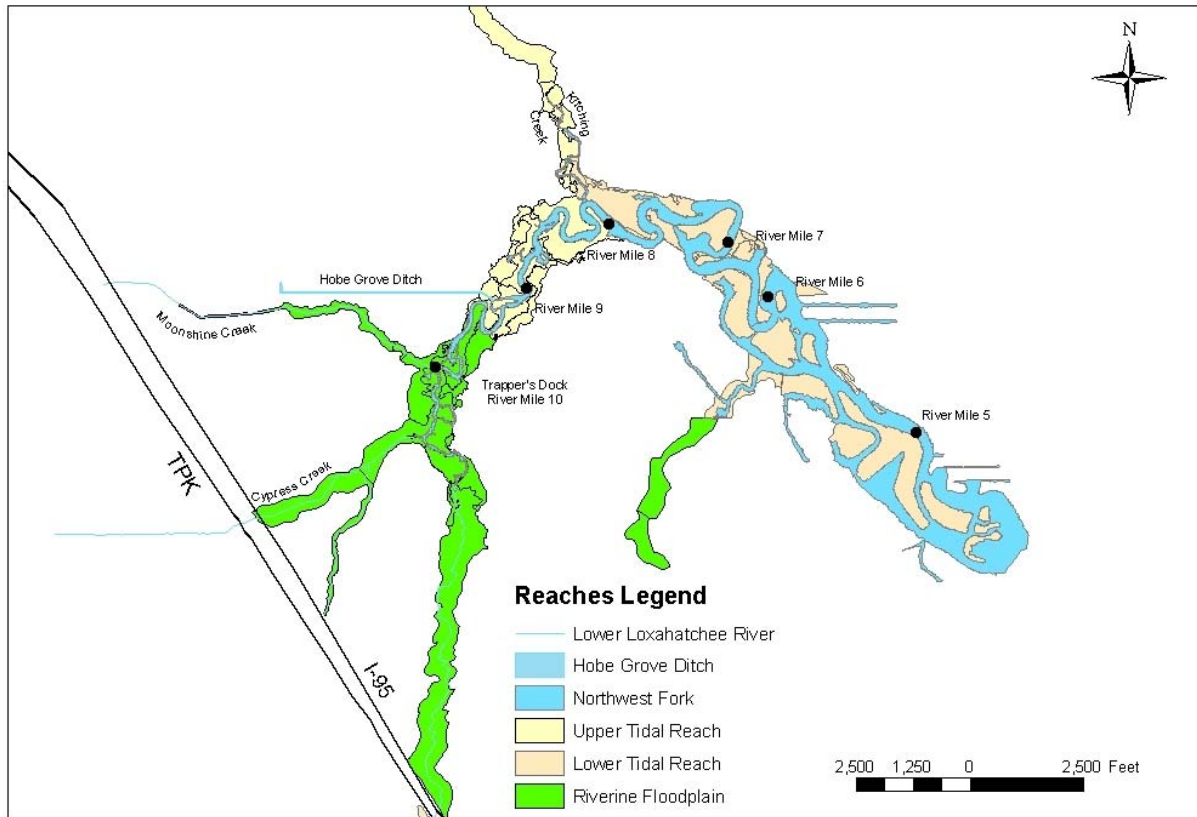 N
Kitching
Creek
River Mile 7
River Mile 8
River Mile 6
Hobe Grove Ditch
River Mile 9
Moonshine Creek
Trapper's Dock
River Mile 10
River Mile 5
TPK
Cypress Creek
I-95
Reaches Legend
Lower Loxahatchee River
Hobe Grove Ditch
Northwest Fork
Upper Tidal Reach
Lower Tidal Reach
Riverine Floodplain
2,500 1,250 0 2,500 Feet